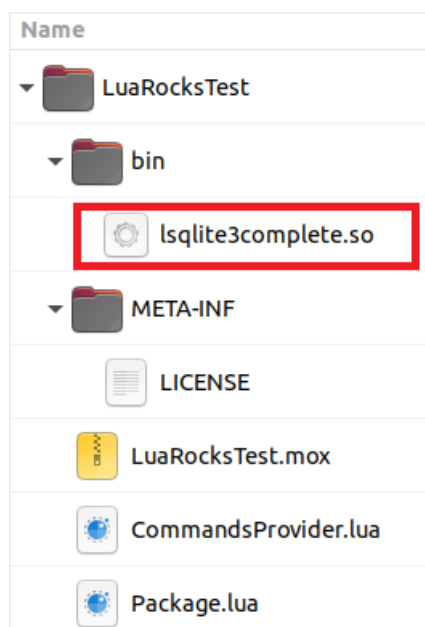 Name
LuaRocksTest
bin
lsqlite3complete.so
META-INF
LICENSE
LuaRocksTest.mox
CommandsProvider.lua
Package.lua